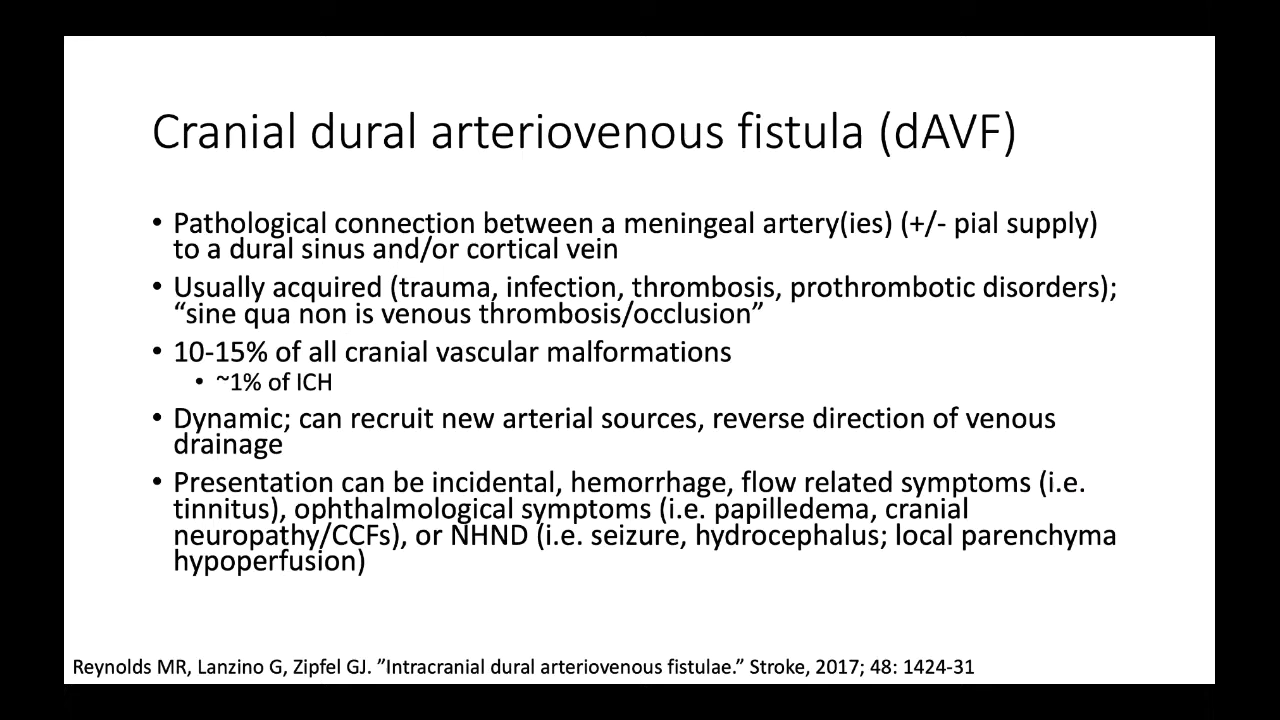 Cranial dural arteriovenous fistula (dAVF)
• Pathological connection between a meningeal artery(ies) (+/- pial supply)
to a dural sinus and/or cortical vein
• Usually acquired (trauma, infection, thrombosis, prothrombotic disorders);
“sine qua non is venous thrombosis/occlusion”
• 10-15% of all cranial vascular malformations
• ~1% of ICH
• Dynamic; can recruit new arterial sources, reverse direction of venous
drainage
• Presentation can be incidental, hemorrhage, flow related symptoms (i.e.
tinnitus), ophthalmological symptoms (i.e. papilledema, cranial
neuropathy/CCFs), or NHND (i.e. seizure, hydrocephalus; local parenchyma
hypoperfusion)
Reynolds MR, Lanzino G, Zipfel GJ. ”Intracranial dural arteriovenous fistulae.” Stroke, 2017; 48: 1424-31